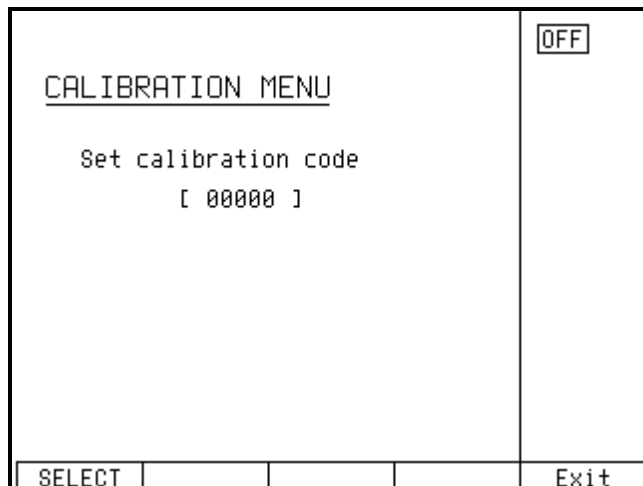 OFF
CALIBRATION MENU
Set calibration code
[ 00000 ]
SELECT
Exit